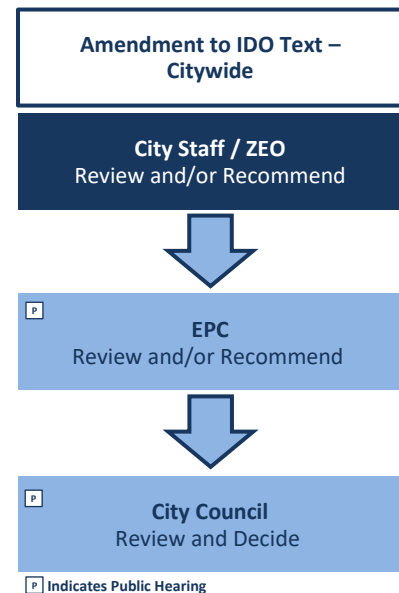 Amendment to IDO Text –
Citywide
City Staff / ZEO
Review and/or Recommend
P
EPC
Review and/or Recommend
P
City Council
Review and Decide
P Indicates Public Hearing